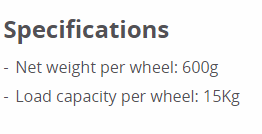 Specifications
- Net weight per wheel: 600g
- Load capacity per wheel: 15Kg